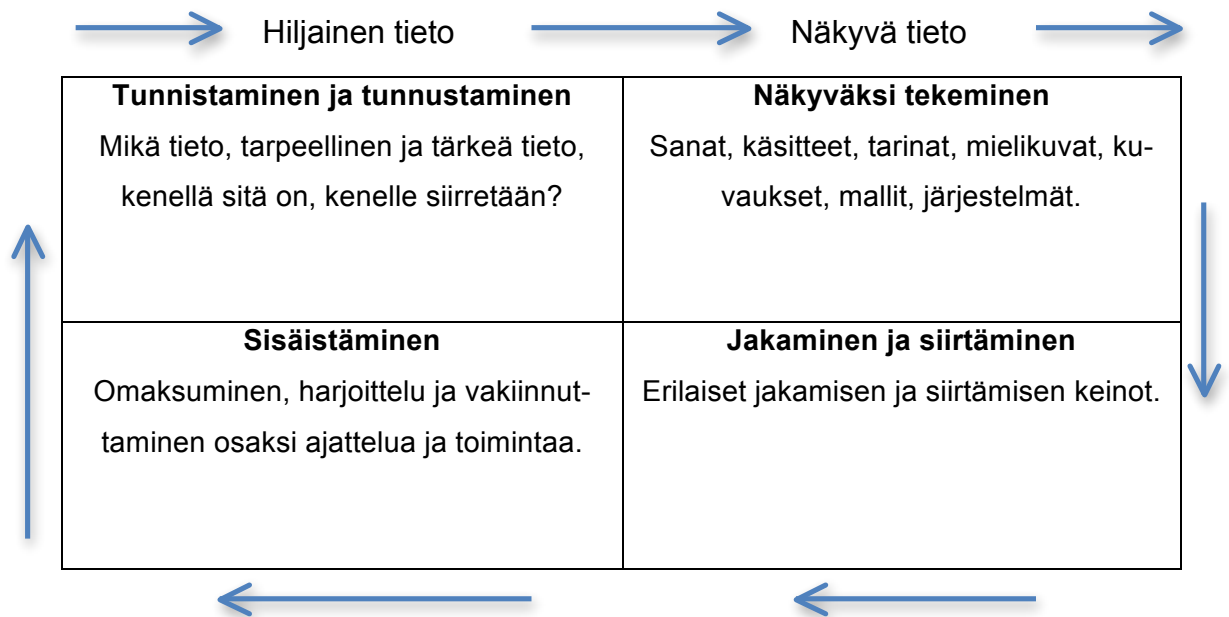 Hiljainen tieto
Näkyvä tieto
Tunnistaminen ja tunnustaminen
Mikä tieto, tarpeellinen ja tärkeä tieto,
kenellä sitä on, kenelle siirretään?
Näkyväksi tekeminen
Sanat, käsitteet, tarinat, mielikuvat, ku-
vaukset, mallit, järjestelmät.
Sisäistäminen
Omaksuminen, harjoittelu ja vakiinnut-
taminen osaksi ajattelua ja toimintaa.
Jakaminen ja siirtäminen
Erilaiset jakamisen ja siirtämisen keinot.